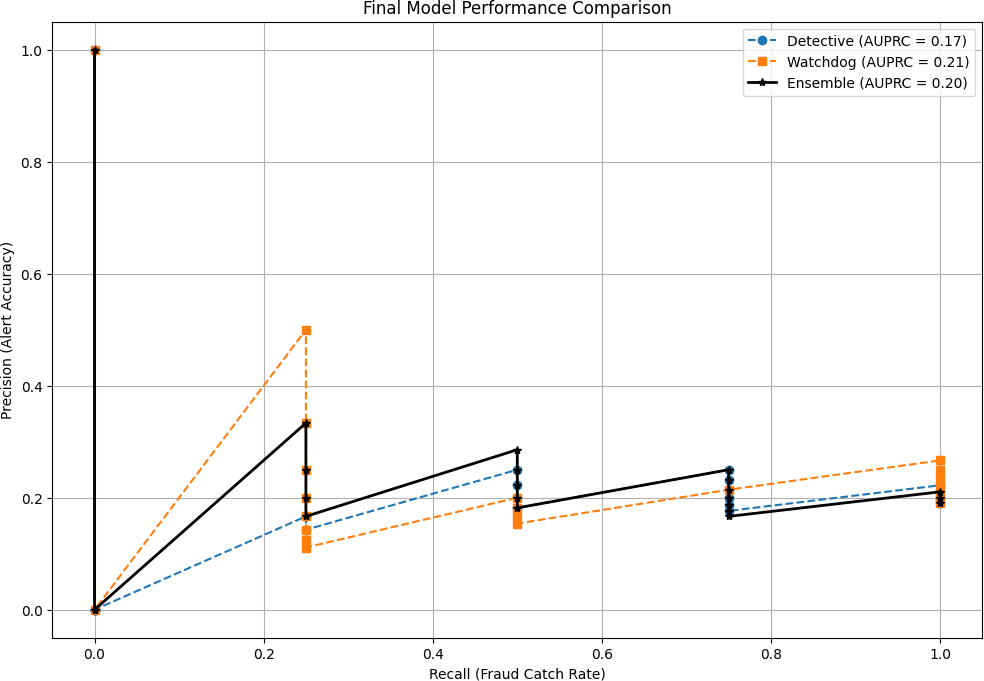 Final Model Performance Comparison
Detective (AUPRC = 0.17)
Watchdog (AUPRC = 0.21)
Ensemble (AUPRC = 0.20)
Precision (Alert Accuracy)
1.0
0.8
0.6
0.4
0.2
0.0
0.0 0.2 0.4 0.6 0.8 1.0
Recall (Fraud Catch Rate)